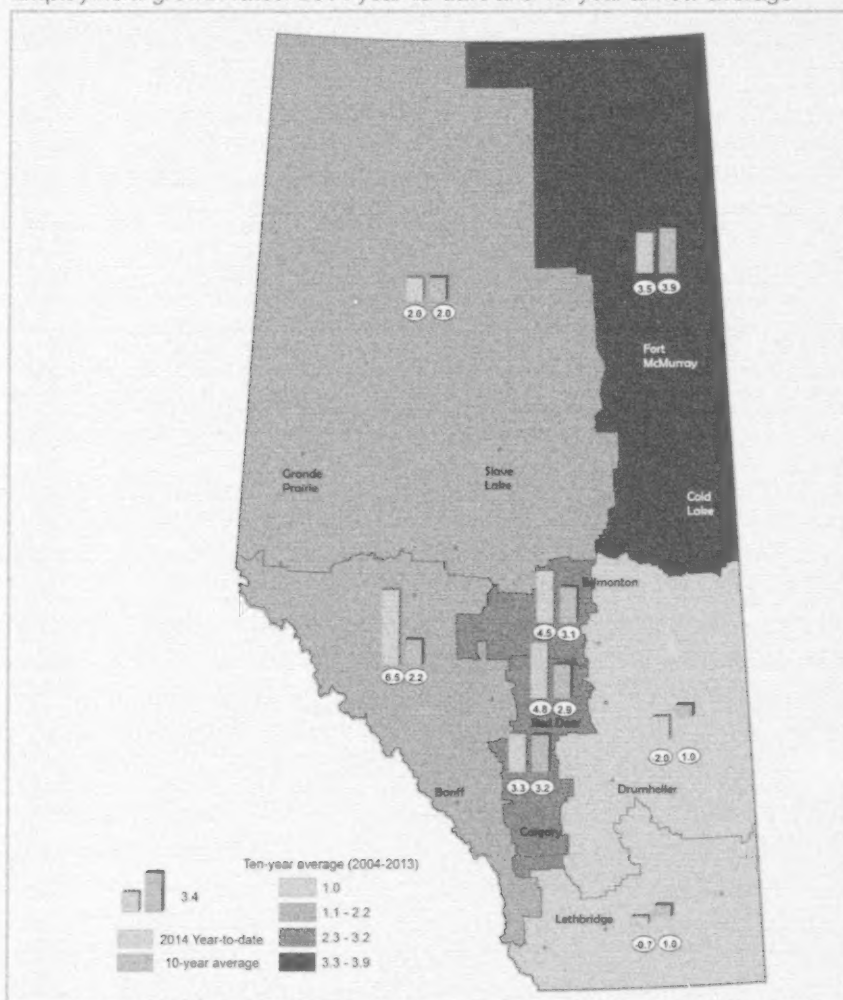 Employment growth rates: 2014 year-to-date and 10-year annual average
3.5 3.9
2.0 2.0
Fort
McMurray
Grande
Prairie
Slave
Lake
Cold
Lake
Edmonton
4.5 3.1
6.5 2.2
4.8 2.9
Red Deer
-2.0 1.0
3.3 3.2
Banff
Drumheller
Calgary
Ten-year average (2004-2013)
3.4
1.0
1.1 - 2.2
Lethbridge
-0.7 1.0
2014 Year-to-date
2.3 - 3.2
10-year average
3.3 - 3.9